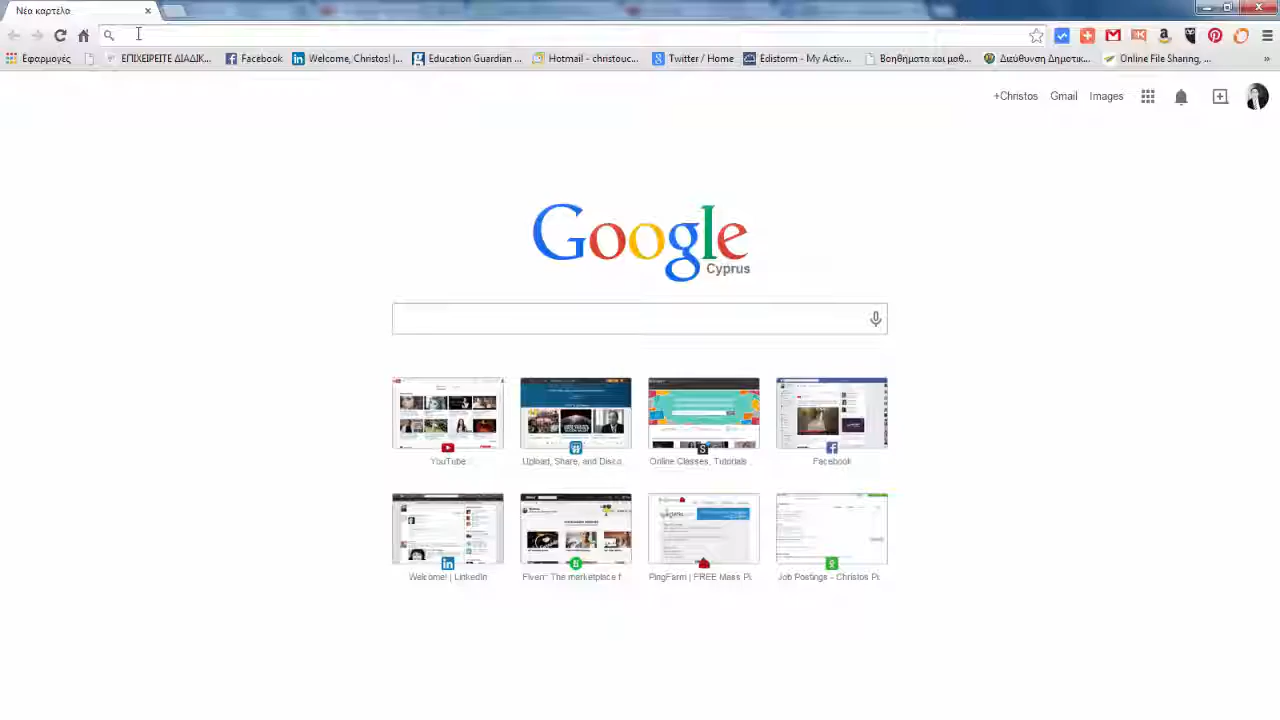 Νέα καρτέλα
Εφαρμογές ΕΠΙΧΕΙΡΕΙΤΕ ΔΙΑΔΙΚ... Facebook Welcome, Christos! |... Education Guardian ... Hotmail - christouc... Twitter / Home Edistorm - My Activ... Βοηθήματα και μαθ... Διεύθυνση Δημοτικ... Online File Sharing, ... »
+Christos Gmail Images
Google
Cyprus
YouTube Upload, Share, and Disco... Online Classes, Tutorials ... Facebook
Welcome! | LinkedIn Fiverr: The marketplace f... PingFarm | FREE Mass Pi... Job Postings - Christos Pi...